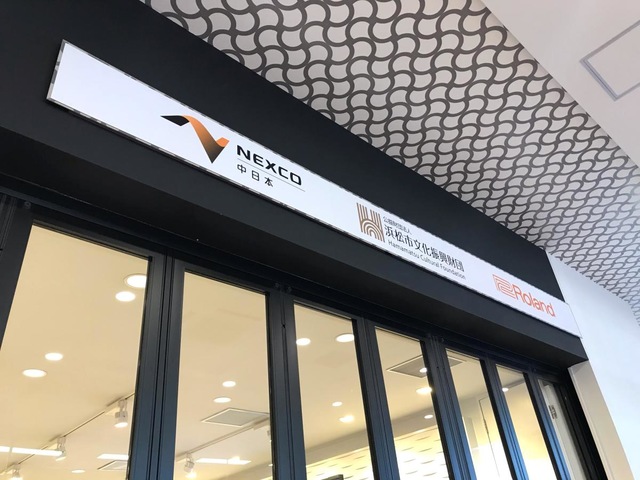 NEXCO
中日本
公益財団法人
浜松市文化振興財団
Hamamatsu Cultural Foundation
Roland